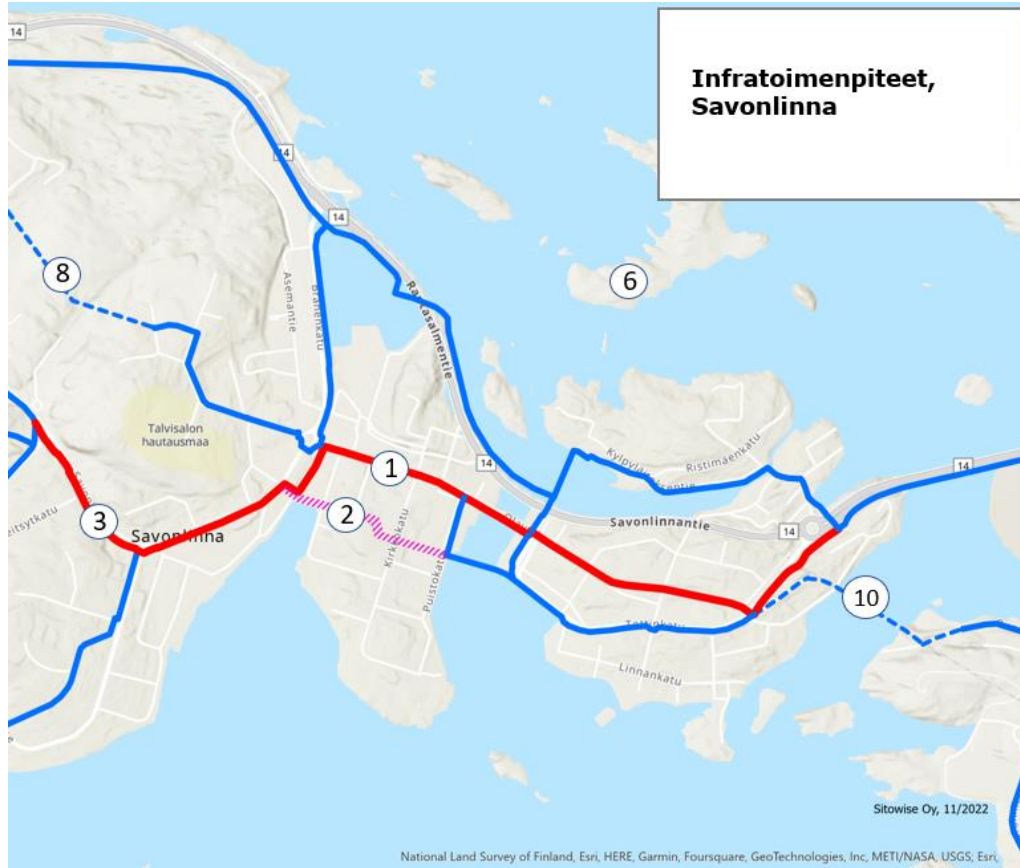 14
Infratoimenpiteet,
Savonlinna
14
14
8
6
Asemantie
Brahenkatu
Rantasalmentie
Talvisalon
hautausmaa
1
Kylpylaitoksentie
Ristimäenkatu
14
14
2
3
Savonlinna
Kirkkokatu
Savonlinnantie
14
Puistokatu
10
Tottinkatu
Linnankatu
Sitowise Oy, 11/2022
National Land Survey of Finland, Esri, HERE, Garmin, Foursquare, GeoTechnologies, Inc, METI/NASA, USGS; Esri,